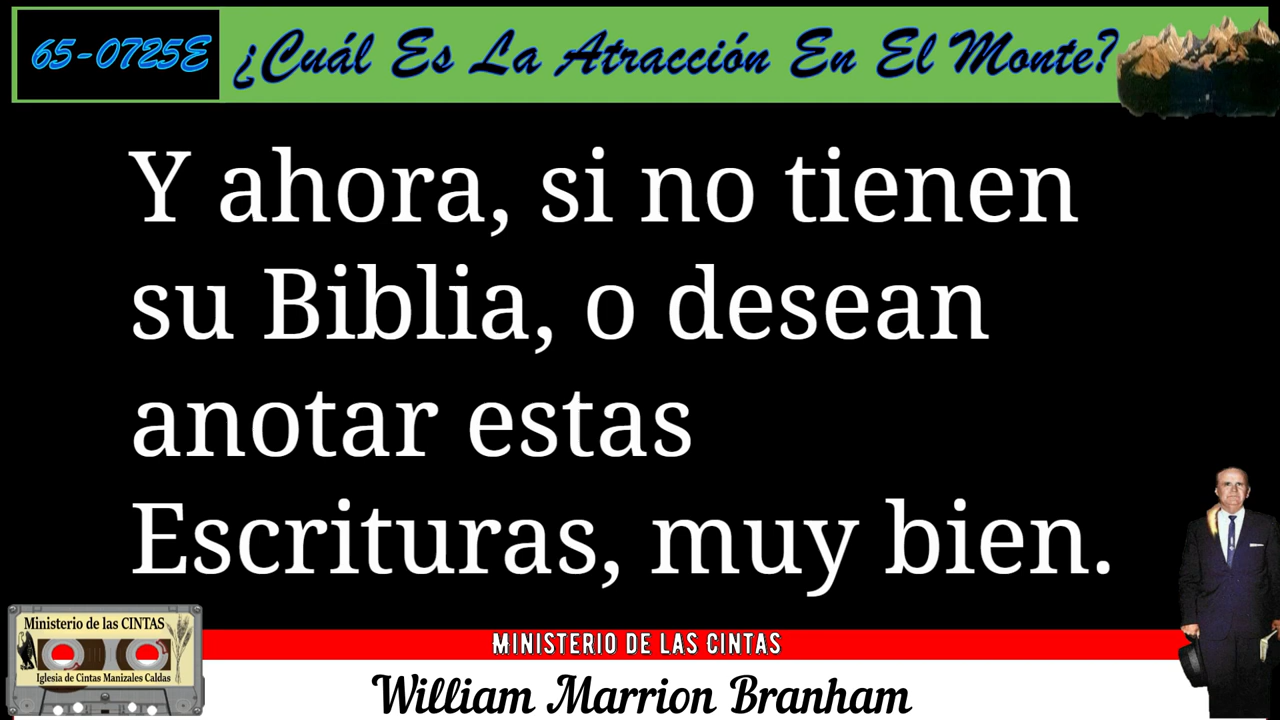 65-0725E
¿Cuál Es La Atracción En El Monte?
Y ahora, si no tienen
su Biblia, o desean
anotar estas
Escrituras, muy bien.
Ministerio de las CINTAS
Iglesia de Cintas Manizales Caldas
MINISTERIO DE LAS CINTAS
William Marrion Branham